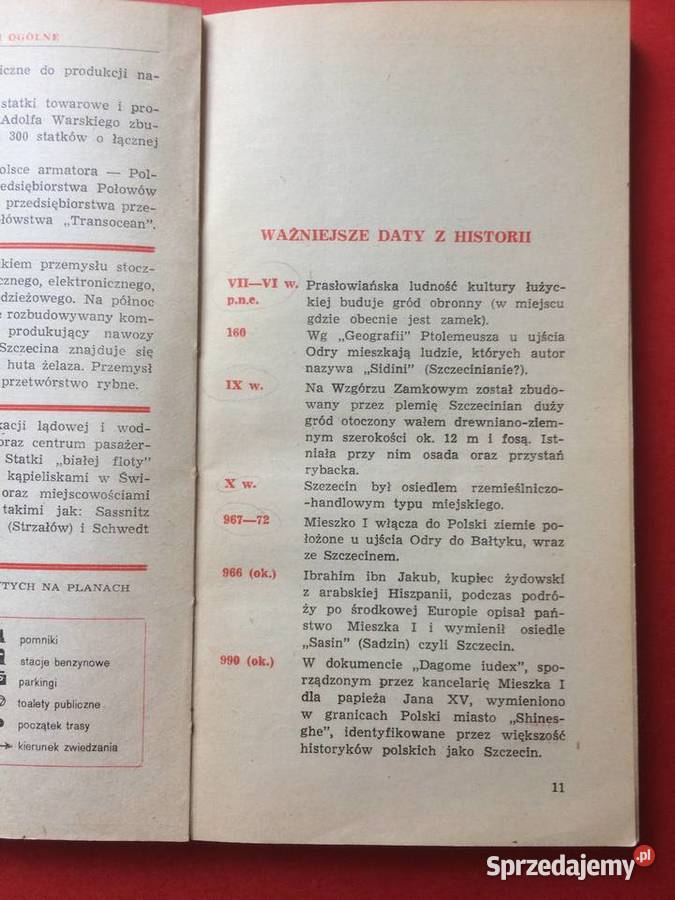 I OGÓLNE
iczne do produkcji na-
statki towarowe i pro-
Adolfa Warskiego zbu-
300 statków o łącznej
olsce armatora — Pol-
edsiębiorstwa Połowów
przedsiębiorstwa prze-
ołówstwa „Transocean".
kiem przemysłu stocz-
cznego, elektronicznego,
dzieżowego. Na północ
e rozbudowywany kom-
produkujący nawozy
Szczecina znajduje się
huta żelaza. Przemysł
przetwórstwo rybne.
kacji lądowej i wod-
oraz centrum pasażer-
Statki „białej floty"
kąpieliskami w Świ-
oraz miejscowościami
takimi jak: Sassnitz
(Strzałów) i Schwedt
YTYCH NA PLANACH
pomniki
stacje benzynowe
parkingi
toalety publiczne
początek trasy
kierunek zwiedzania
WAŻNIEJSZE DATY Z HISTORII
VII—VI w. Prasłowiańska ludność kultury łużyc-
p.n.e. kiej buduje gród obronny (w miejscu
gdzie obecnie jest zamek).
160 Wg „Geografii" Ptolemeusza u ujścia
Odry mieszkają ludzie, których autor
nazywa „Sidini" (Szczecinianie?).
IX w. Na Wzgórzu Zamkowym został zbudo-
wany przez plemię Szczecinian duży
gród otoczony wałem drewniano-ziem-
nym szerokości ok. 12 m i fosą. Ist-
niała przy nim osada oraz przystań
rybacka.
X w. Szczecin był osiedlem rzemieślniczo-
-handlowym typu miejskiego.
967—72 Mieszko I włącza do Polski ziemie po-
łożone u ujścia Odry do Bałtyku, wraz
ze Szczecinem.
966 (ok.) Ibrahim ibn Jakub, kupiec żydowski
z arabskiej Hiszpanii, podczas podró-
ży po środkowej Europie opisał pań-
stwo Mieszka I i wymienił osiedle
„Sasin" (Sadzin) czyli Szczecin.
990 (ok.) W dokumencie „Dagome iudex", spo-
rządzonym przez kancelarię Mieszka I
dla papieża Jana XV, wymieniono
w granicach Polski miasto „Shines-
ghe", identyfikowane przez większość
historyków polskich jako Szczecin.
11
Sprzedajemy.pl